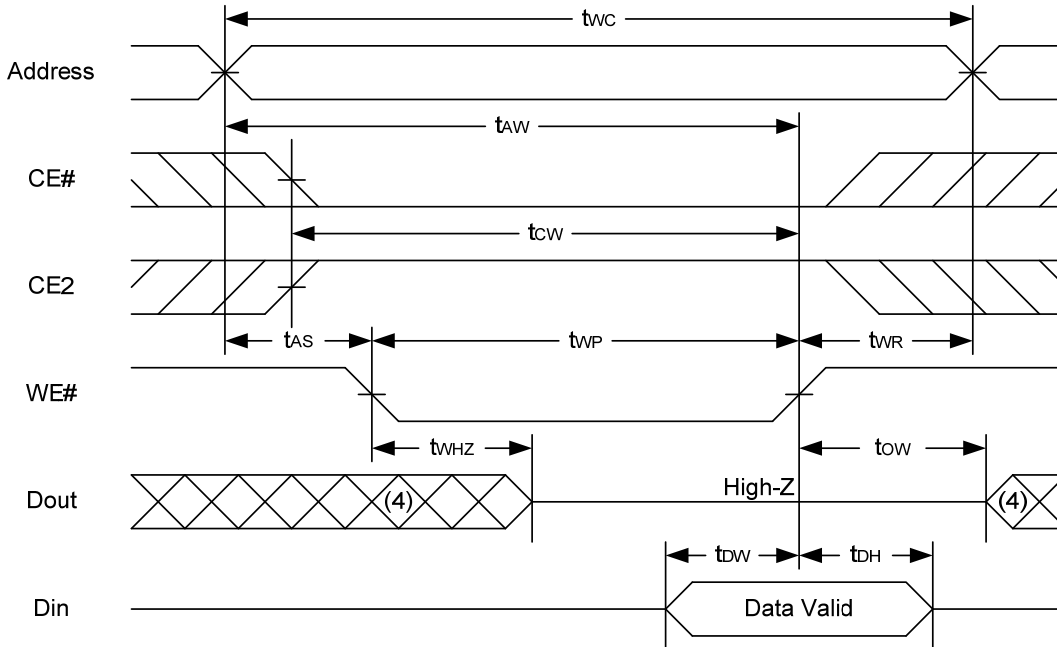 tWC
Address
tAW
CE#
tCW
CE2
tAS
tWP
tWR
WE#
tWHZ
tOW
Dout
(4)
High-Z
(4)
tDW
tDH
Din
Data Valid